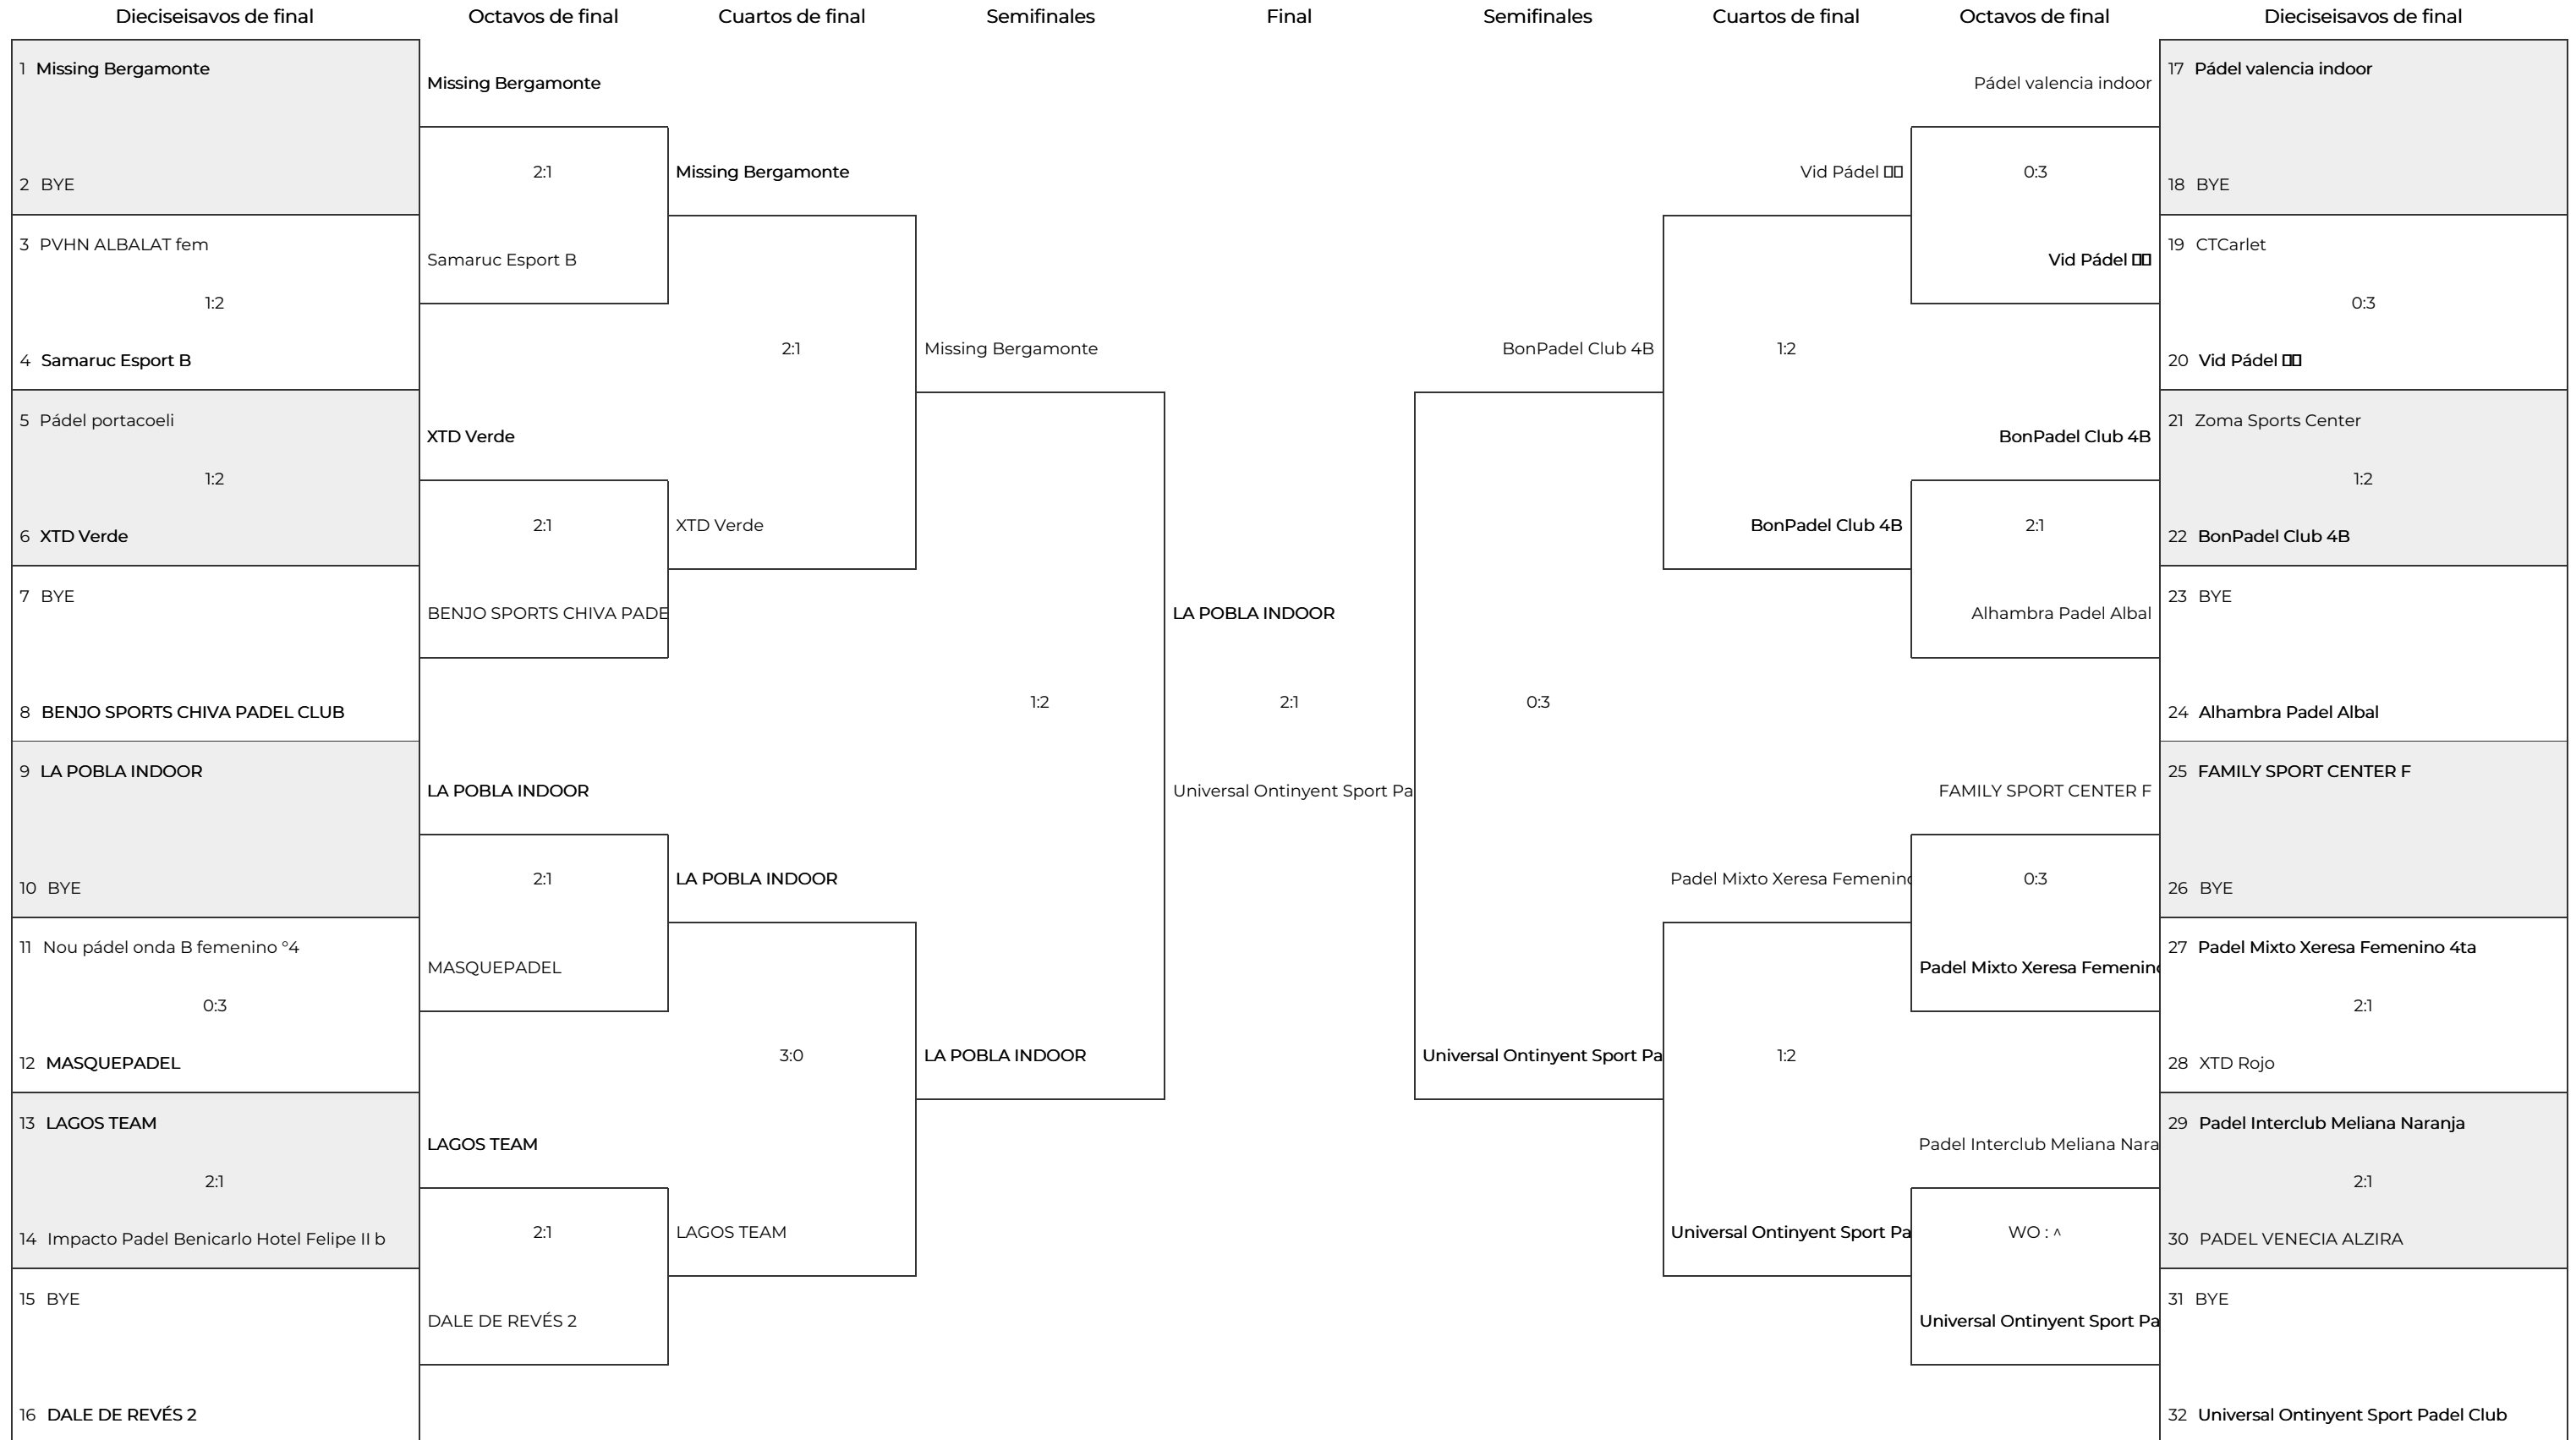 Dieciseisavos de final
Octavos de final
Cuartos de final
Semifinales
Final
Semifinales
Cuartos de final
Octavos de final
Dieciseisavos de final
1 Missing Bergamonte
2 BYE
3 PVHN ALBALAT fem
1:2
4 Samaruc Esport B
5 Pádel portacoeli
1:2
6 XTD Verde
7 BYE
8 BENJO SPORTS CHIVA PADEL CLUB
9 LA POBLA INDOOR
10 BYE
11 Nou pádel onda B femenino º4
0:3
12 MASQUEPADEL
13 LAGOS TEAM
2:1
14 Impacto Padel Benicarlo Hotel Felipe II b
15 BYE
16 DALE DE REVÉS 2
Missing Bergamonte
2:1
Samaruc Esport B
XTD Verde
2:1
BENJO SPORTS CHIVA PADE
LA POBLA INDOOR
2:1
MASQUEPADEL
LAGOS TEAM
2:1
DALE DE REVÉS 2
Missing Bergamonte
2:1
XTD Verde
LA POBLA INDOOR
3:0
LAGOS TEAM
Missing Bergamonte
1:2
LA POBLA INDOOR
LA POBLA INDOOR
2:1
Universal Ontinyent Sport Pa
BonPadel Club 4B
0:3
Universal Ontinyent Sport Pa
Vid Pádel
1:2
BonPadel Club 4B
Padel Mixto Xeresa Femenino
1:2
Universal Ontinyent Sport Pa
Pádel valencia indoor
0:3
Vid Pádel
BonPadel Club 4B
2:1
Alhambra Padel Albal
FAMILY SPORT CENTER F
0:3
Padel Mixto Xeresa Femenino
Padel Interclub Meliana Nara
WO : ^
Universal Ontinyent Sport Pa
17 Pádel valencia indoor
18 BYE
19 CTCarlet
0:3
20 Vid Pádel
21 Zoma Sports Center
1:2
22 BonPadel Club 4B
23 BYE
24 Alhambra Padel Albal
25 FAMILY SPORT CENTER F
26 BYE
27 Padel Mixto Xeresa Femenino 4ta
2:1
28 XTD Rojo
29 Padel Interclub Meliana Naranja
2:1
30 PADEL VENECIA ALZIRA
31 BYE
32 Universal Ontinyent Sport Padel Club